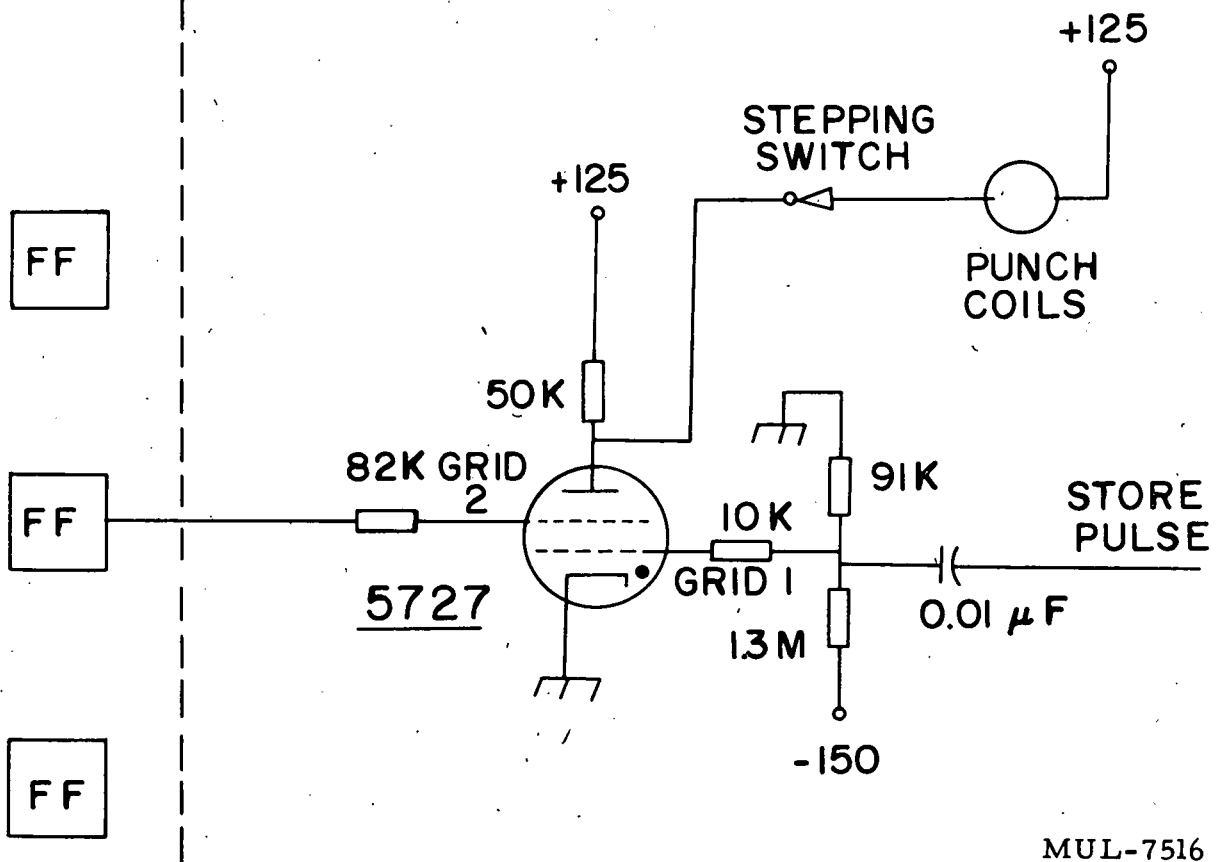 +125
STEPPING
SWITCH
+125
FF
PUNCH
COILS
50K
82K GRID
2
91K
FF
10K
STORE
PULSE
GRID 1
5727
0.01 μF
1.3M
-150
FF
MUL-7516